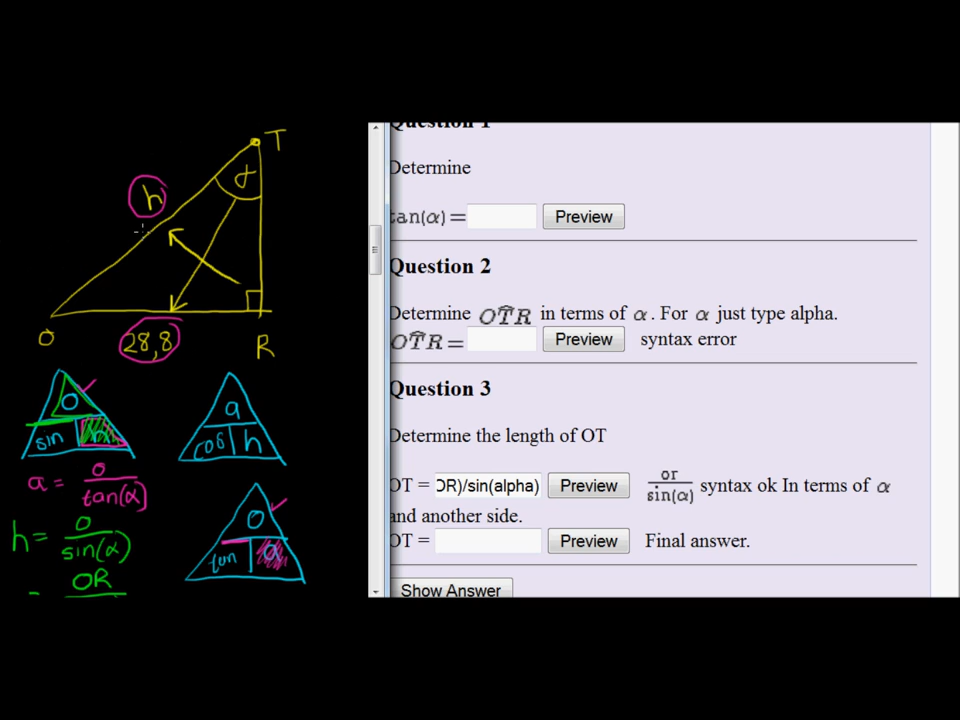 T
α
h
O
28,8
R
O
sin
a
cos h
a = o / tan(α)
h = o / sin(α)
= OR
O
tan a
Question 1
Determine
tan(α) =
Preview
Question 2
Determine OT̂R in terms of α. For α just type alpha.
OT̂R =
Preview
syntax error
Question 3
Determine the length of OT
OT = OR)/sin(alpha) Preview or / sin(α) syntax ok In terms of α
and another side.
OT =
Preview
Final answer.
Show Answer